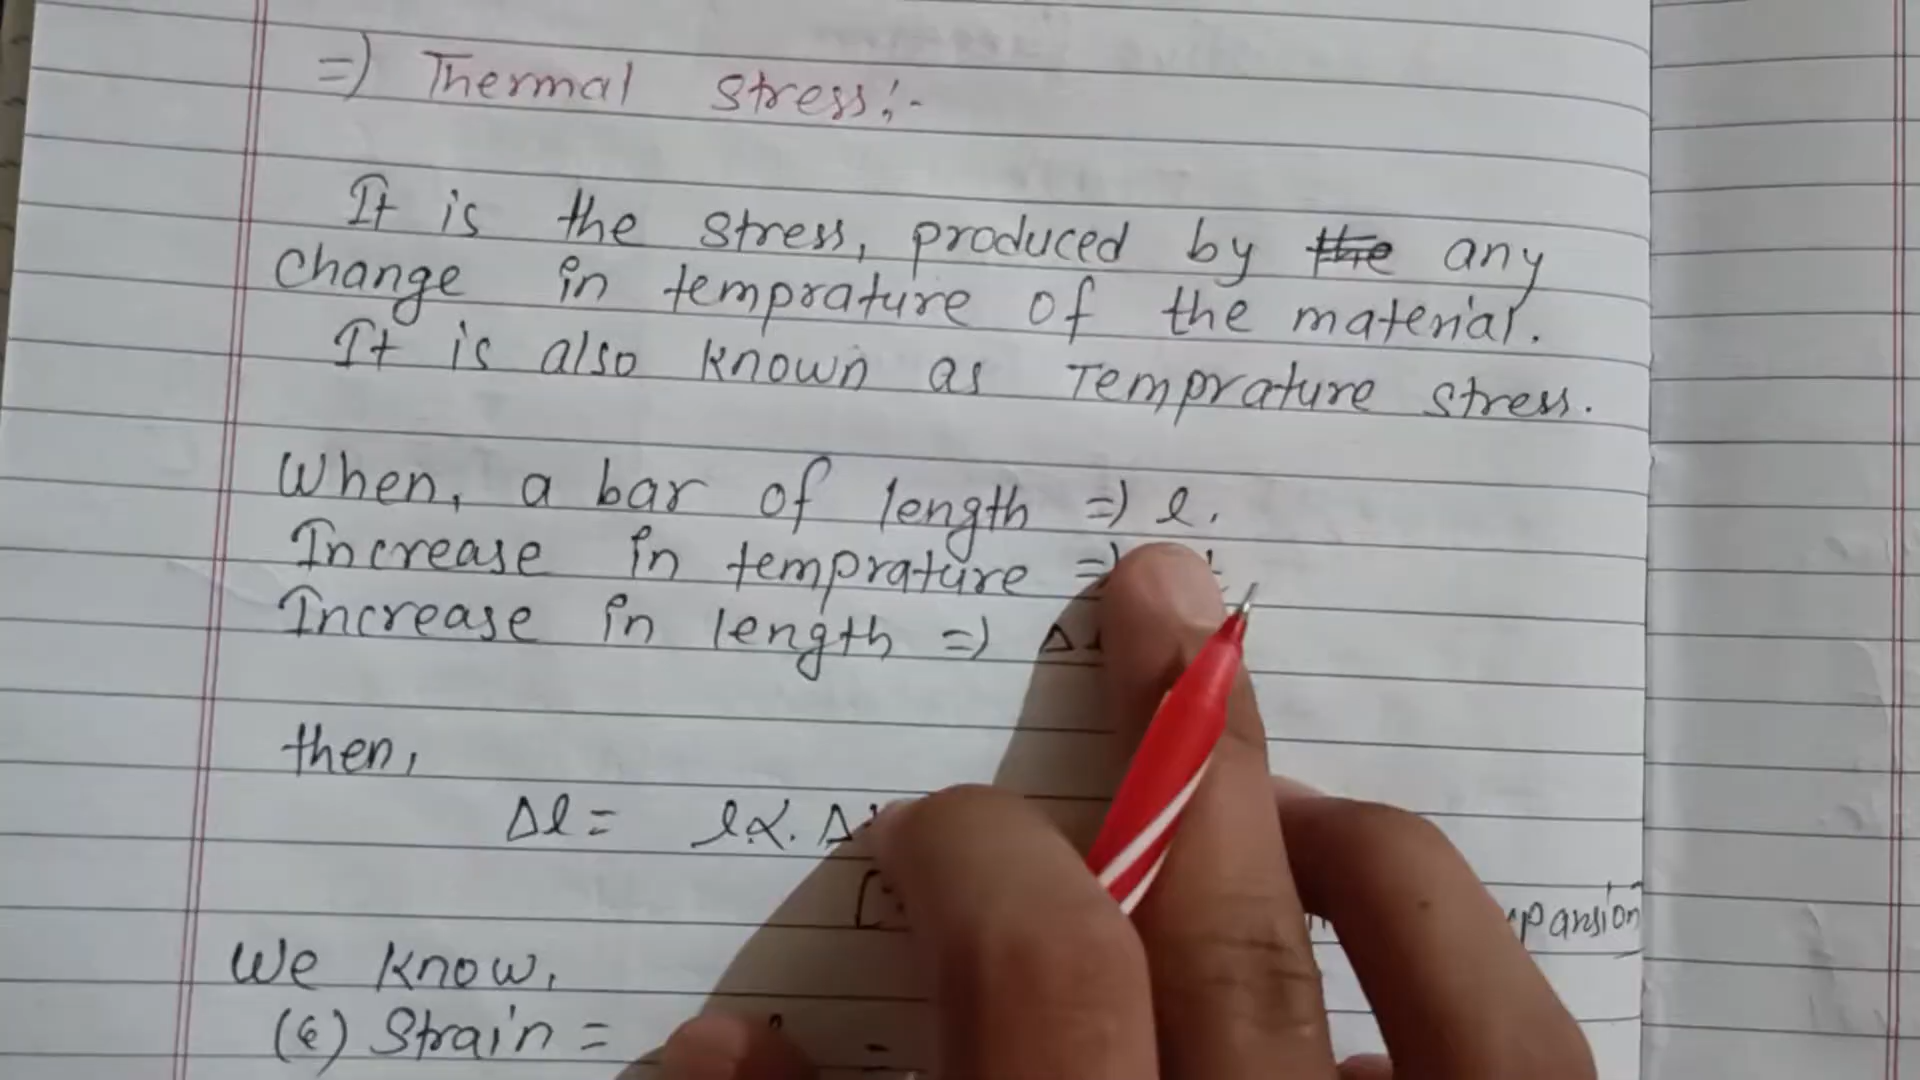 =) Thermal stress:-
It is the stress, produced by the any
change in temprature of the material.
It is also known as Temprature stress.
When, a bar of length =) l.
Increase in temprature =)
Increase in length =) Δl
then,
Δl = lα. Δ
We know,
(ε) Strain = =